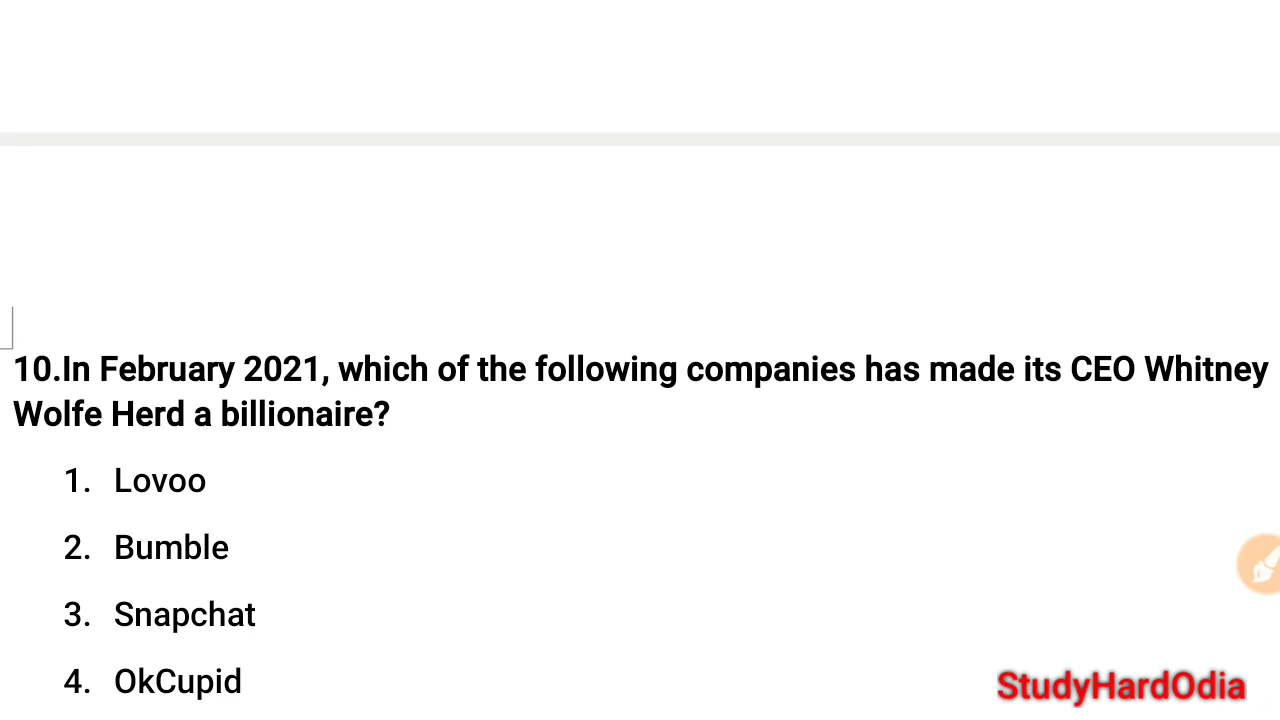 10.In February 2021, which of the following companies has made its CEO Whitney
Wolfe Herd a billionaire?
1. Lovoo
2. Bumble
3. Snapchat
4. OkCupid
StudyHardOdia